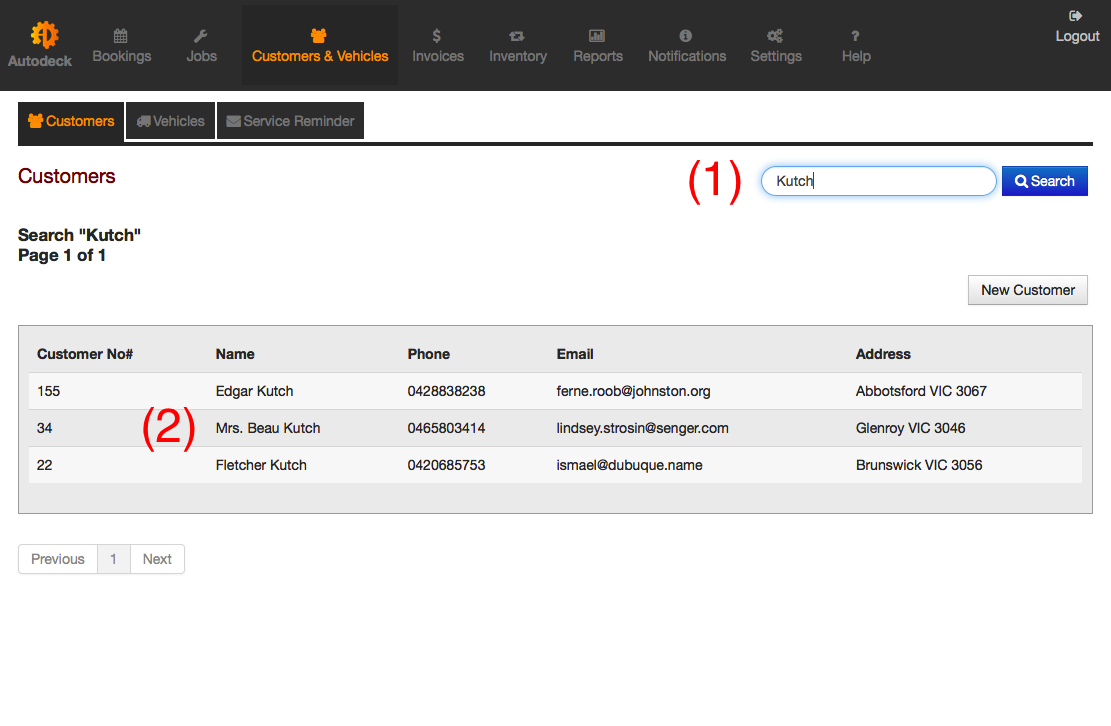 Autodeck Bookings Jobs Customers & Vehicles Invoices Inventory Reports Notifications Settings Help Logout
Customers Vehicles Service Reminder
Customers (1) Kutch Search
Search "Kutch"
Page 1 of 1
New Customer
Customer No# Name Phone Email Address
155 Edgar Kutch 0428838238 ferne.roob@johnston.org Abbotsford VIC 3067
34 (2) Mrs. Beau Kutch 0465803414 lindsey.strosin@senger.com Glenroy VIC 3046
22 Fletcher Kutch 0420685753 ismael@dubuque.name Brunswick VIC 3056
Previous 1 Next